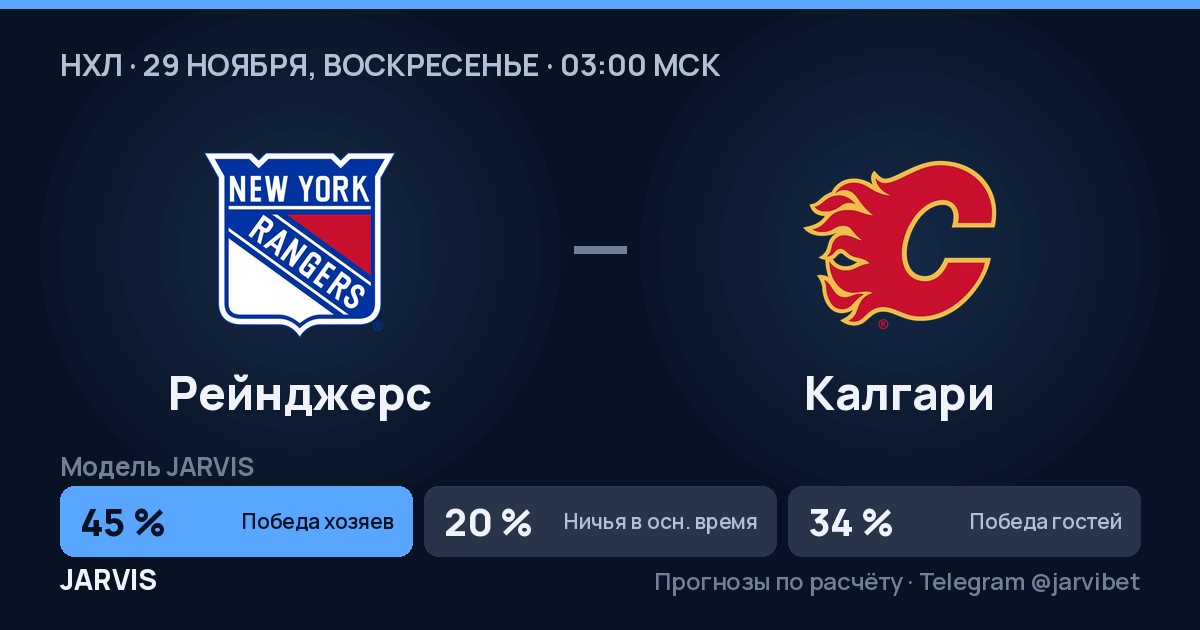 НХЛ · 29 НОЯБРЯ, ВОСКРЕСЕНЬЕ · 03:00 МСК
NEW YORK
RANGERS
®
C
®
—
Рейнджерс
Калгари
Модель JARVIS
45 % Победа хозяев
20 % Ничья в осн. время
34 % Победа гостей
JARVIS
Прогнозы по расчёту · Telegram @jarvibet